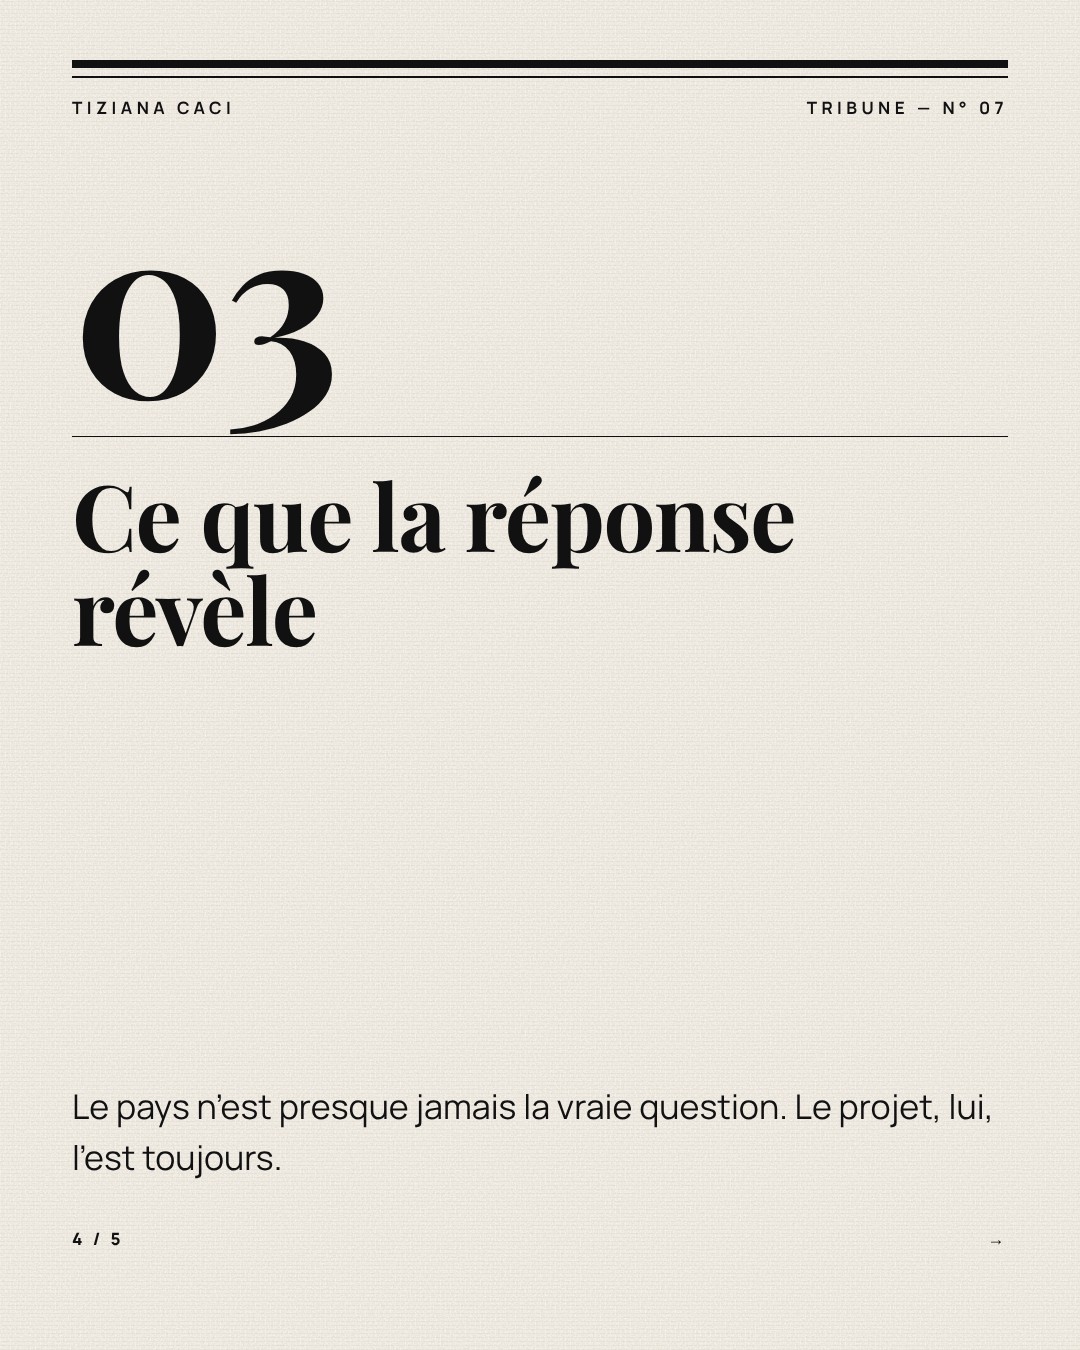 TIZIANA CACI
TRIBUNE — N° 07
03
Ce que la réponse
révèle
Le pays n’est presque jamais la vraie question. Le projet, lui,
l’est toujours.
4 / 5
→